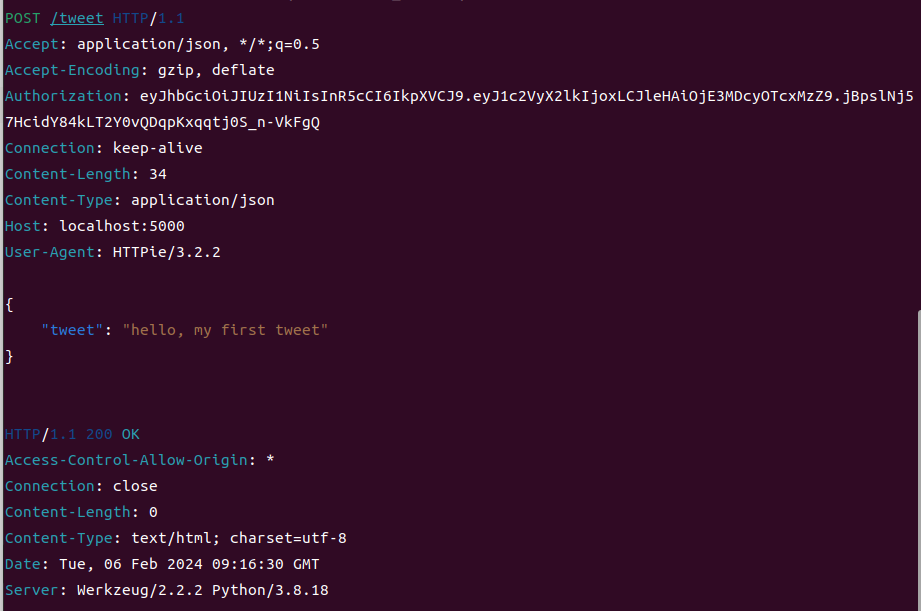 POST /tweet HTTP/1.1
Accept: application/json, */*;q=0.5
Accept-Encoding: gzip, deflate
Authorization: eyJhbGciOiJIUzI1NiIsInR5cCI6IkpXVCJ9.eyJ1c2VyX2lkIjoxLCJleHAiOjE3MDcyOTcxMzZ9.jBpslNj5
7HcidY84kLT2Y0vQDqpKxqqtj0S_n-VkFgQ
Connection: keep-alive
Content-Length: 34
Content-Type: application/json
Host: localhost:5000
User-Agent: HTTPie/3.2.2
{
"tweet": "hello, my first tweet"
}
HTTP/1.1 200 OK
Access-Control-Allow-Origin: *
Connection: close
Content-Length: 0
Content-Type: text/html; charset=utf-8
Date: Tue, 06 Feb 2024 09:16:30 GMT
Server: Werkzeug/2.2.2 Python/3.8.18